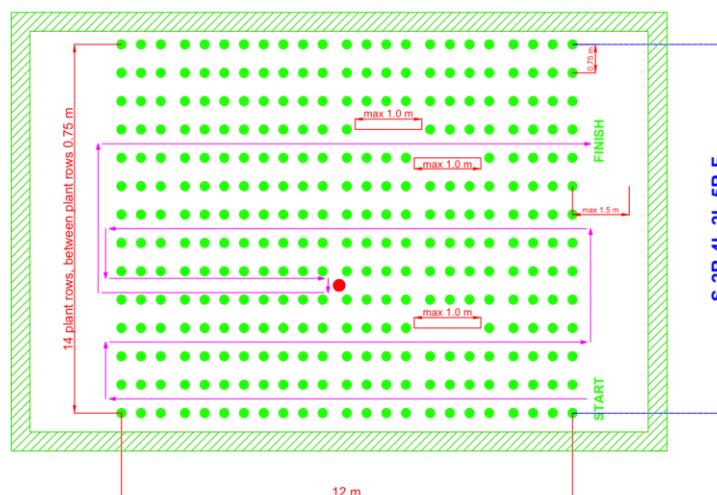 0.75 m
max 1.0 m
FINISH
max 1.0 m
14 plant rows, between plant rows 0.75 m
max 1.5 m
max 1.0 m
START
12 m